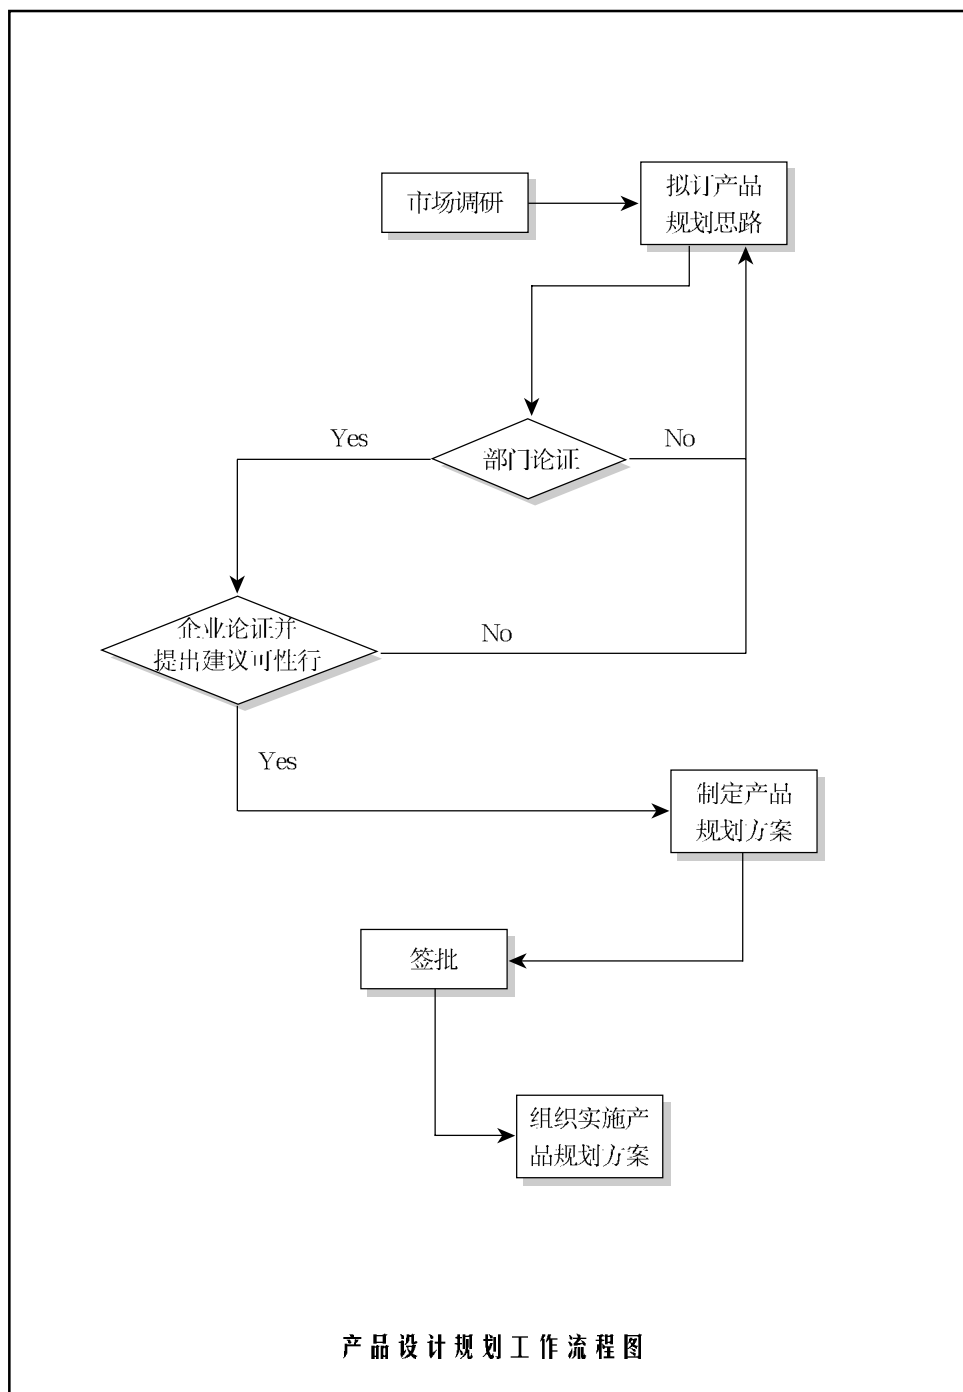 市场调研
拟订产品
规划思路
Yes
部门论证
No
企业论证并
提出建议可性行
No
Yes
制定产品
规划方案
签批
组织实施产
品规划方案
产品设计规划工作流程图